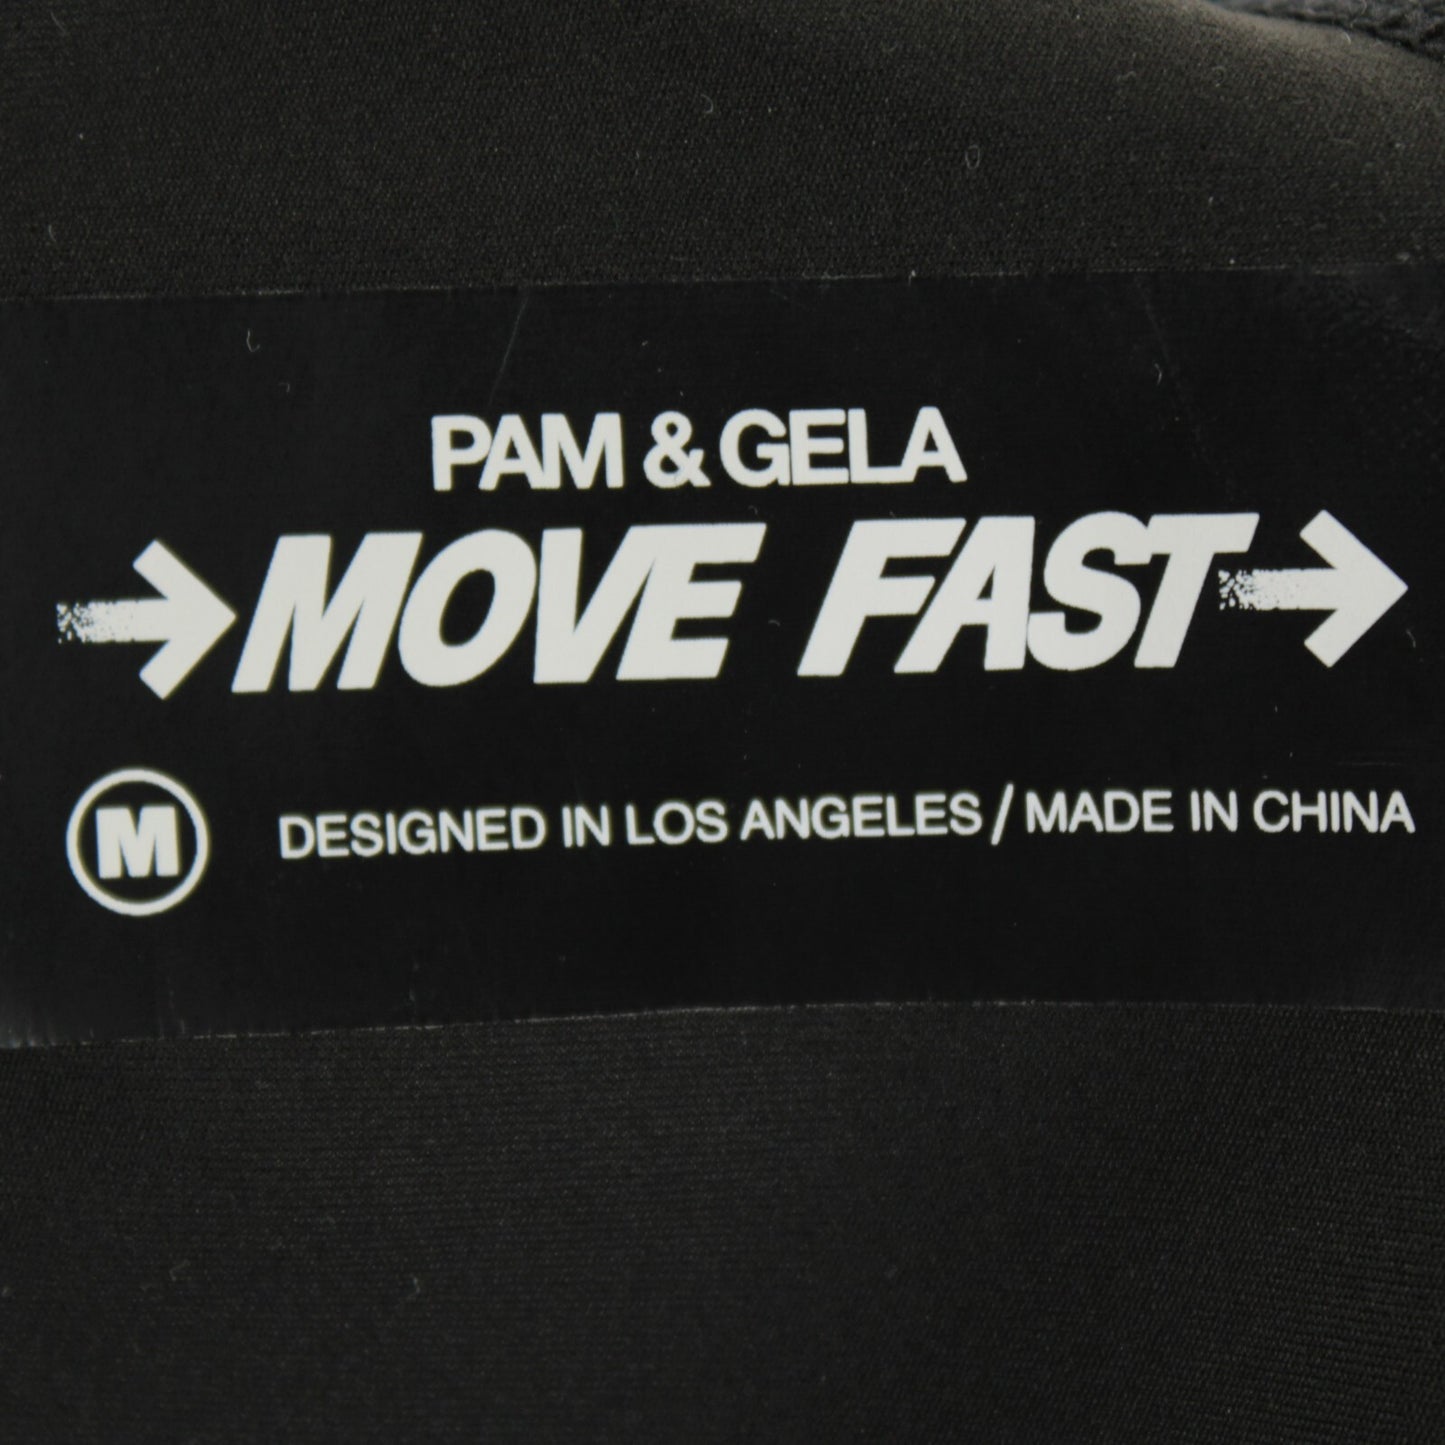 PAM & GELA
MOVE FAST
M
DESIGNED IN LOS ANGELES / MADE IN CHINA